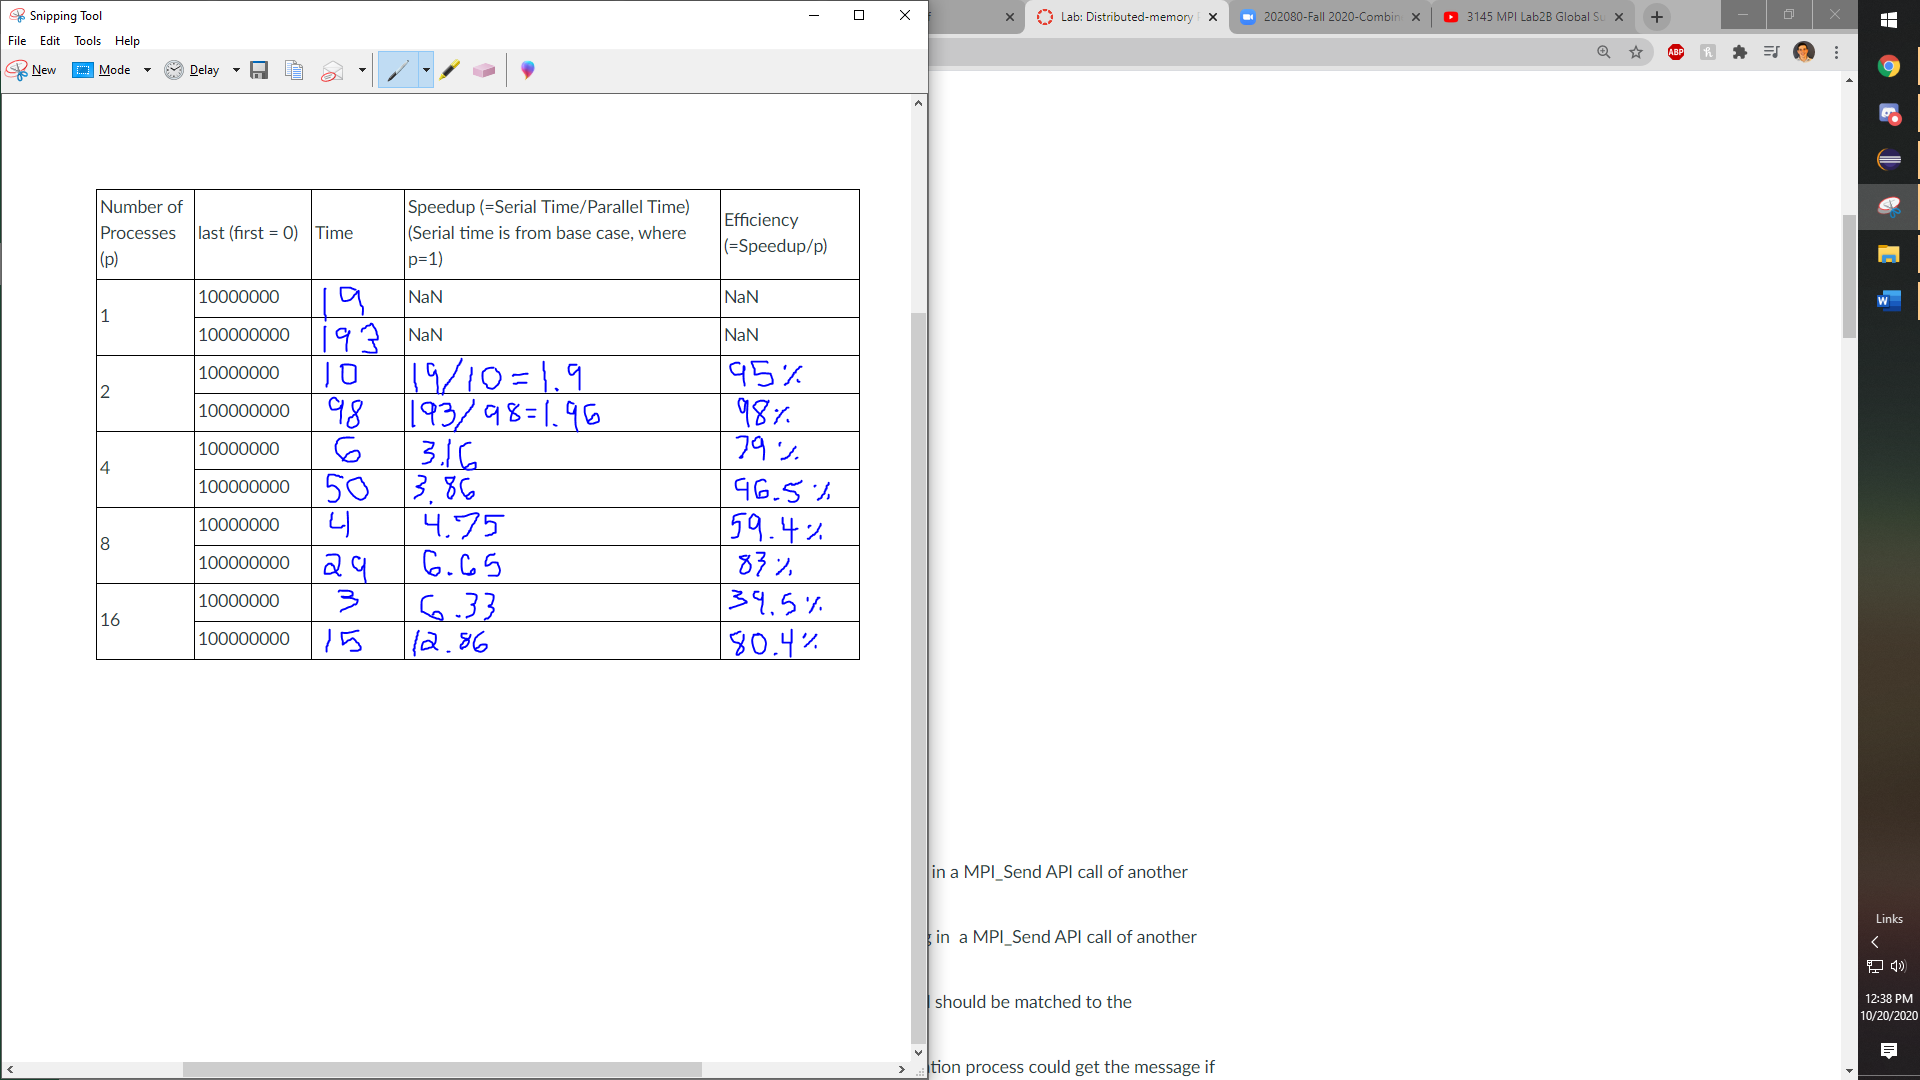 Snipping Tool
File Edit Tools Help
New Mode Delay
Lab: Distributed-memory
202080-Fall 2020-Combin
3145 MPI Lab2B Global Su
ABP
Number of Processes (p) last (first = 0) Time Speedup (=Serial Time/Parallel Time) (Serial time is from base case, where p=1) Efficiency (=Speedup/p)
1 10000000 19 NaN NaN
100000000 193 NaN NaN
2 10000000 10 19/10=1.9 95%
100000000 98 193/98=1.96 98%
4 10000000 6 3.16 79%
100000000 50 3.86 96.5%
8 10000000 4 4.75 59.4%
100000000 29 6.65 83%
16 10000000 3 6.33 39.5%
100000000 15 12.86 80.4%
in a MPI_Send API call of another
in a MPI_Send API call of another
should be matched to the
process could get the message if
Links
12:38 PM
10/20/2020